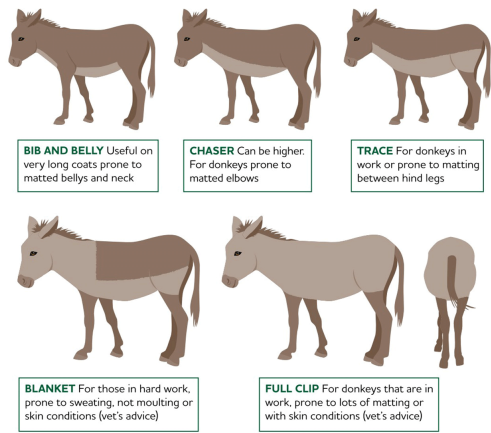 BIB AND BELLY Useful on
very long coats prone to
matted bellys and neck
CHASER Can be higher.
For donkeys prone to
matted elbows
TRACE For donkeys in
work or prone to matting
between hind legs
BLANKET For those in hard work,
prone to sweating, not moulting or
skin conditions (vet's advice)
FULL CLIP For donkeys that are in
work, prone to lots of matting or
with skin conditions (vet's advice)